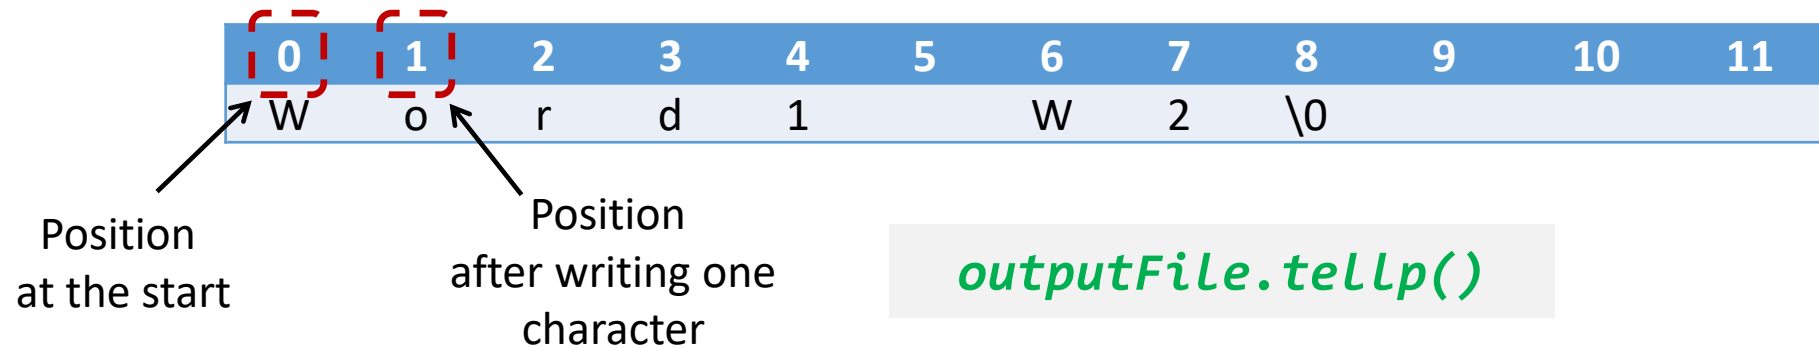 0 1 2 3 4 5 6 7 8 9 10 11
W o r d 1 W 2 \0
Position
at the start
Position
after writing one
character
outputFile.tellp()